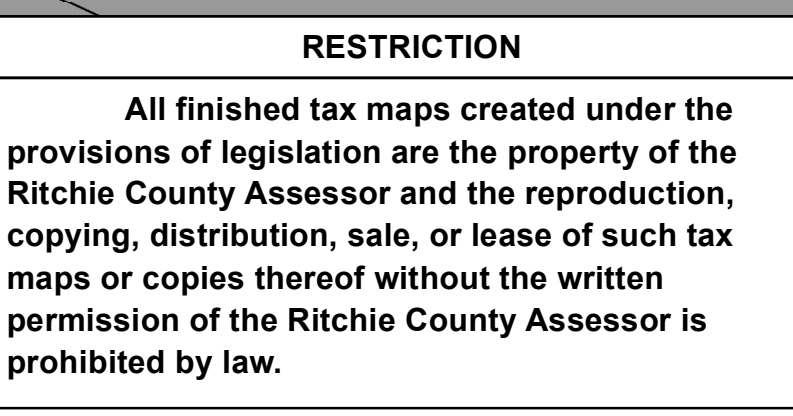 RESTRICTION
All finished tax maps created under the
provisions of legislation are the property of the
Ritchie County Assessor and the reproduction,
copying, distribution, sale, or lease of such tax
maps or copies thereof without the written
permission of the Ritchie County Assessor is
prohibited by law.